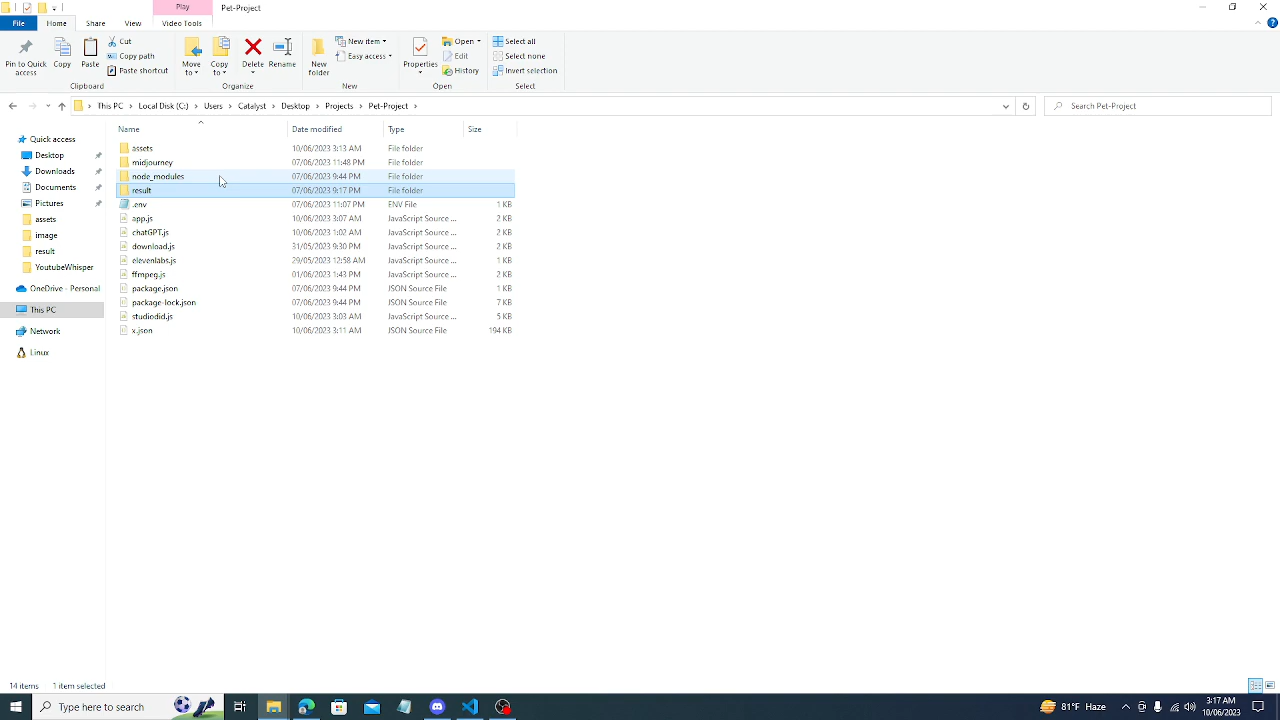 Play Pet-Project
File Home Share View Video Tools
Pin to Quick access
Copy
Paste
Cut
Copy path
Paste shortcut
Clipboard
Move to
Copy to
Delete
Rename
Organize
New folder
New item
Easy access
New
Properties
Open
Edit
History
Open
Select all
Select none
Invert selection
Select
This PC Local Disk (C:) Users Catalyst Desktop Projects Pet-Project
Search Pet-Project
Quick access
Desktop
Downloads
Documents
Pictures
assets
image
result
YoutubeWhisper
OneDrive - Personal
This PC
Network
Linux
Name Date modified Type Size
assets 10/06/2023 3:13 AM File folder
midjourney 07/06/2023 11:48 PM File folder
node_modules 07/06/2023 9:44 PM File folder
result 07/06/2023 9:17 PM File folder
.env 07/06/2023 11:07 PM ENV File 1 KB
app.js 10/06/2023 3:07 AM JavaScript Source ... 2 KB
chatGPT.js 10/06/2023 1:02 AM JavaScript Source ... 2 KB
download.js 31/05/2023 9:30 PM JavaScript Source ... 2 KB
elevenlabs.js 29/05/2023 12:58 AM JavaScript Source ... 1 KB
ffmpeg.js 01/06/2023 1:43 PM JavaScript Source ... 2 KB
package.json 07/06/2023 9:44 PM JSON Source File 1 KB
package-lock.json 07/06/2023 9:44 PM JSON Source File 7 KB
studiodid.js 10/06/2023 3:03 AM JavaScript Source ... 5 KB
x.json 10/06/2023 3:11 AM JSON Source File 194 KB
14 items 1 item selected
Type here to search
81°F Haze
3:17 AM
10/06/2023